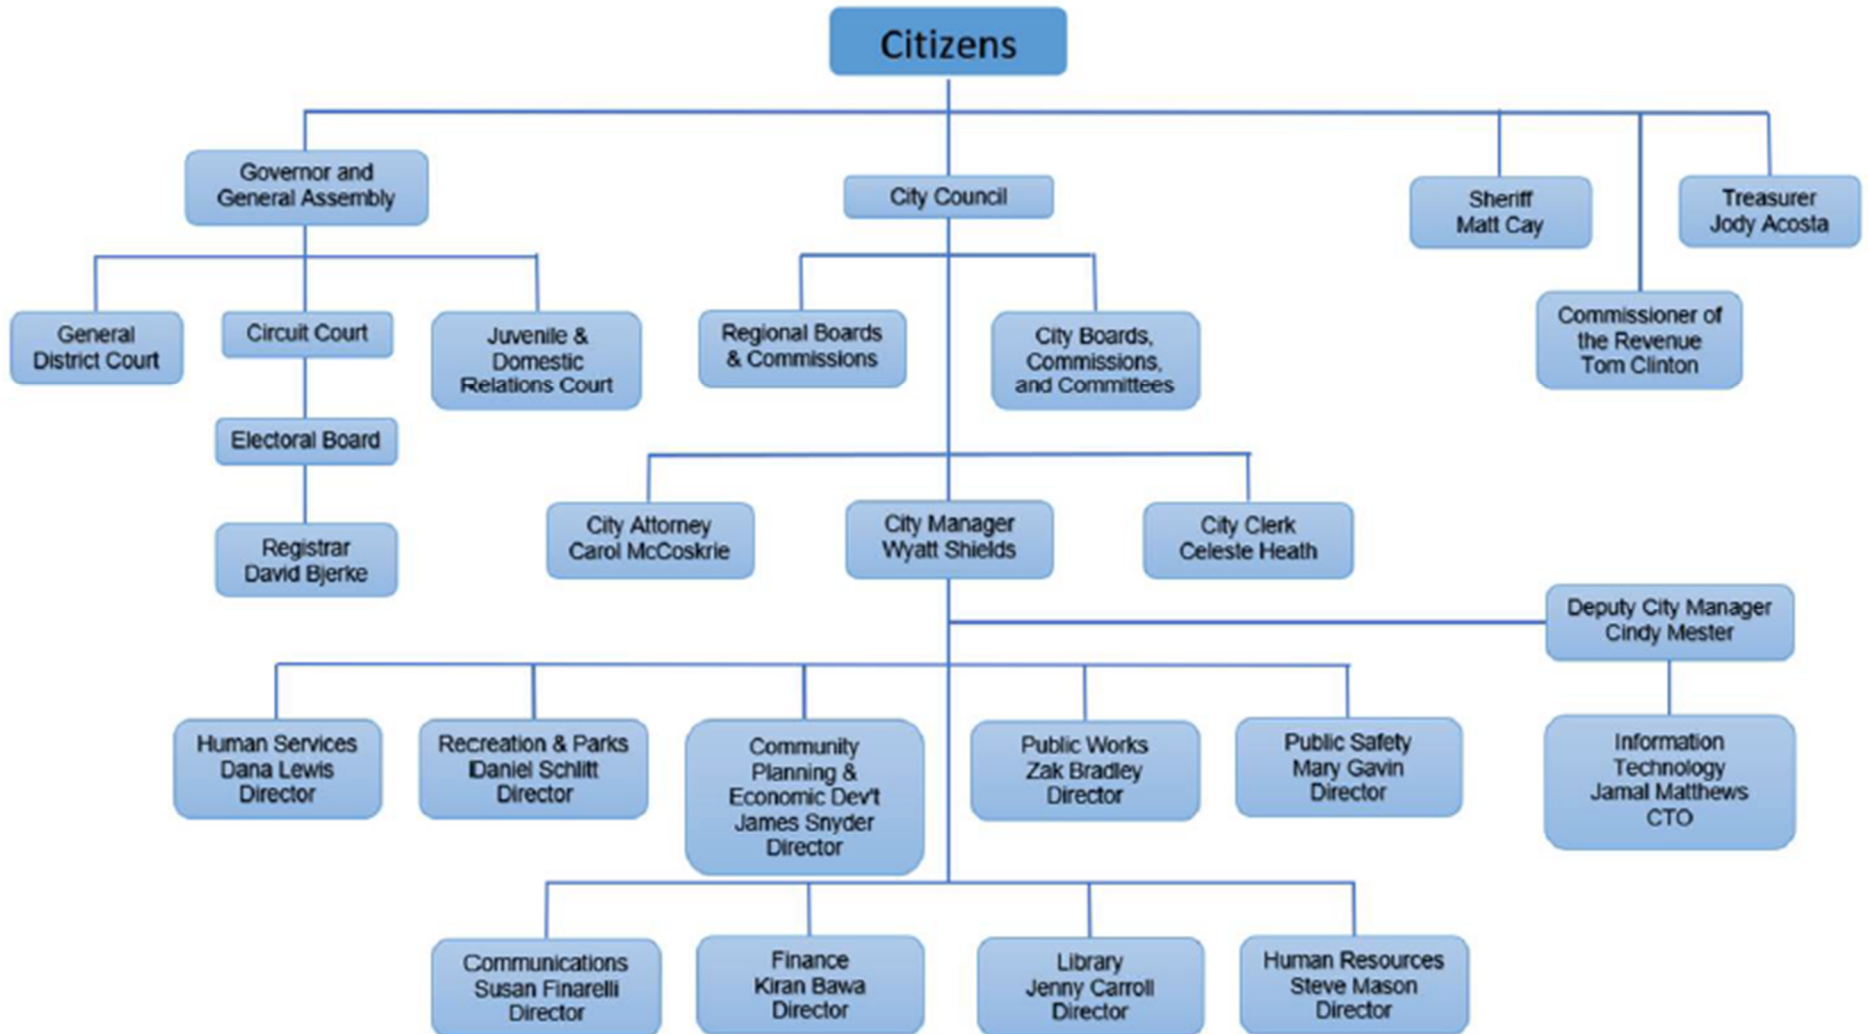 Citizens
Governor and
General Assembly
City Council
Sheriff
Matt Cay
Treasurer
Jody Acosta
Commissioner of
the Revenue
Tom Clinton
General
District Court
Circuit Court
Juvenile &
Domestic
Relations Court
Regional Boards
& Commissions
City Boards,
Commissions,
and Committees
Electoral Board
Registrar
David Bjerke
City Attorney
Carol McCoskrie
City Manager
Wyatt Shields
City Clerk
Celeste Heath
Deputy City Manager
Cindy Mester
Human Services
Dana Lewis
Director
Recreation & Parks
Daniel Schlitt
Director
Community
Planning &
Economic Dev't
James Snyder
Director
Public Works
Zak Bradley
Director
Public Safety
Mary Gavin
Director
Information
Technology
Jamal Matthews
CTO
Communications
Susan Finarelli
Director
Finance
Kiran Bawa
Director
Library
Jenny Carroll
Director
Human Resources
Steve Mason
Director